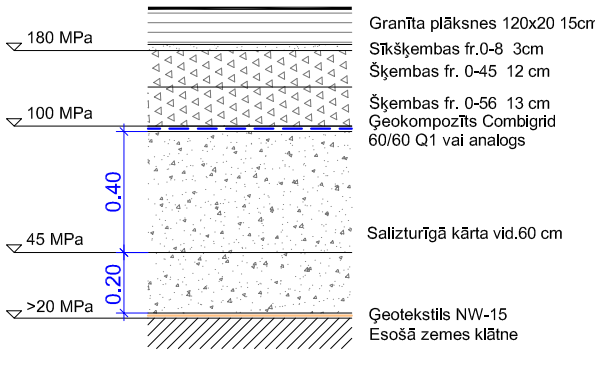 Granīta plāksnes 120x20 15cm
180 MPa
Sīkšķembas fr.0-8 3cm
Šķembas fr. 0-45 12 cm
Šķembas fr. 0-56 13 cm
100 MPa
Ģeokompozīts Combigrid
60/60 Q1 vai analogs
0.40
Salizturīgā kārta vid.60 cm
45 MPa
0.20
>20 MPa
Ģeotekstils NW-15
Esošā zemes klātne